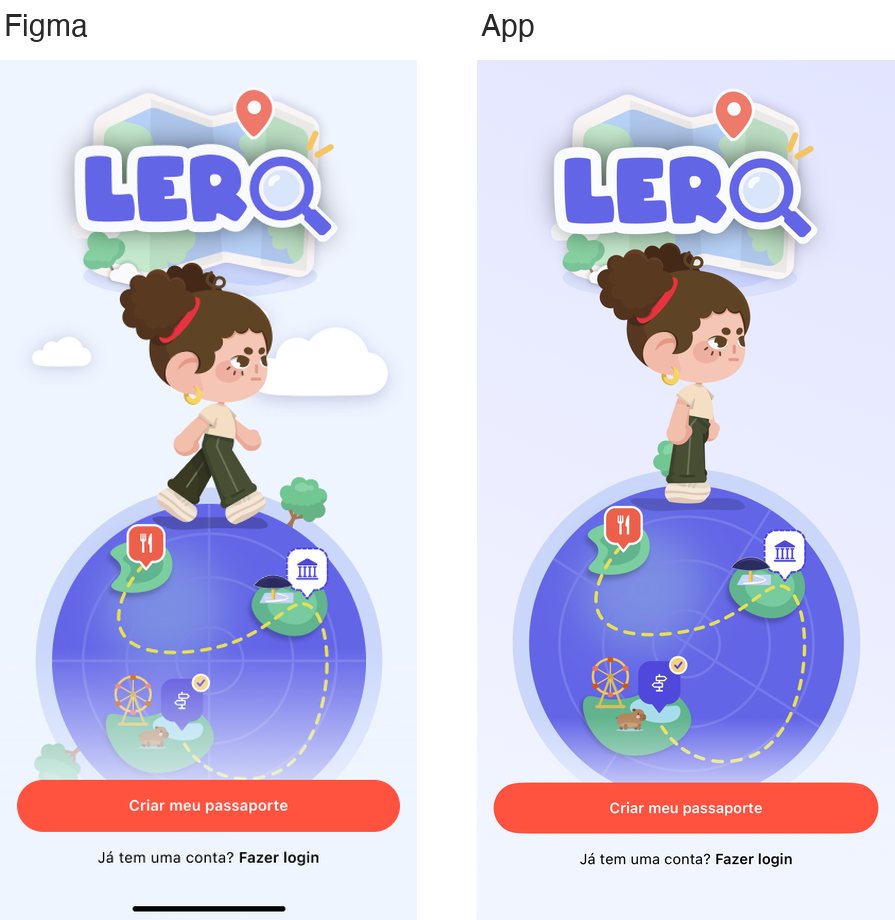 Figma
App
LERO
Criar meu passaporte
Já tem uma conta? Fazer login
LERO
Criar meu passaporte
Já tem uma conta? Fazer login